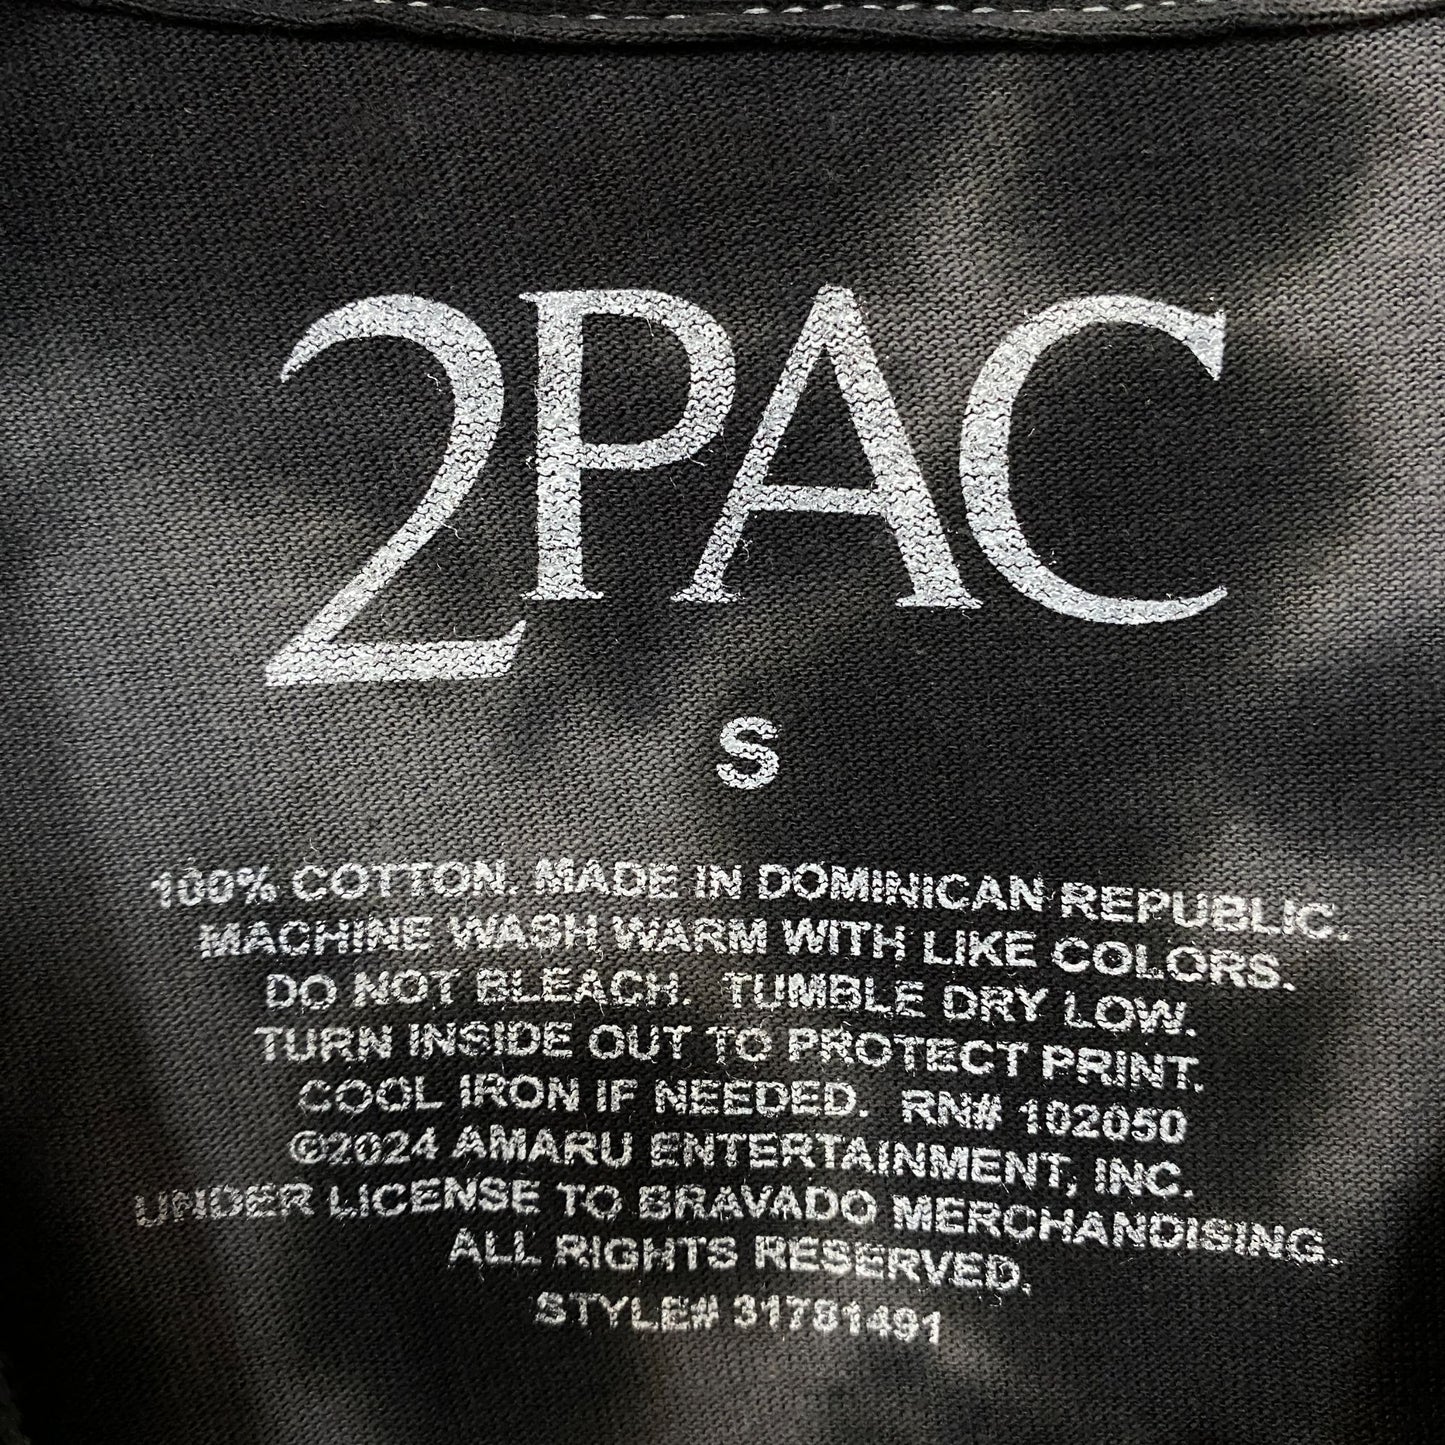 2PAC
S
100% COTTON. MADE IN DOMINICAN REPUBLIC.
MACHINE WASH WARM WITH LIKE COLORS.
DO NOT BLEACH. TUMBLE DRY LOW.
TURN INSIDE OUT TO PROTECT PRINT.
COOL IRON IF NEEDED. RN# 102050
©2024 AMARU ENTERTAINMENT, INC.
UNDER LICENSE TO BRAVADO MERCHANDISING.
ALL RIGHTS RESERVED.
STYLE# 31781491